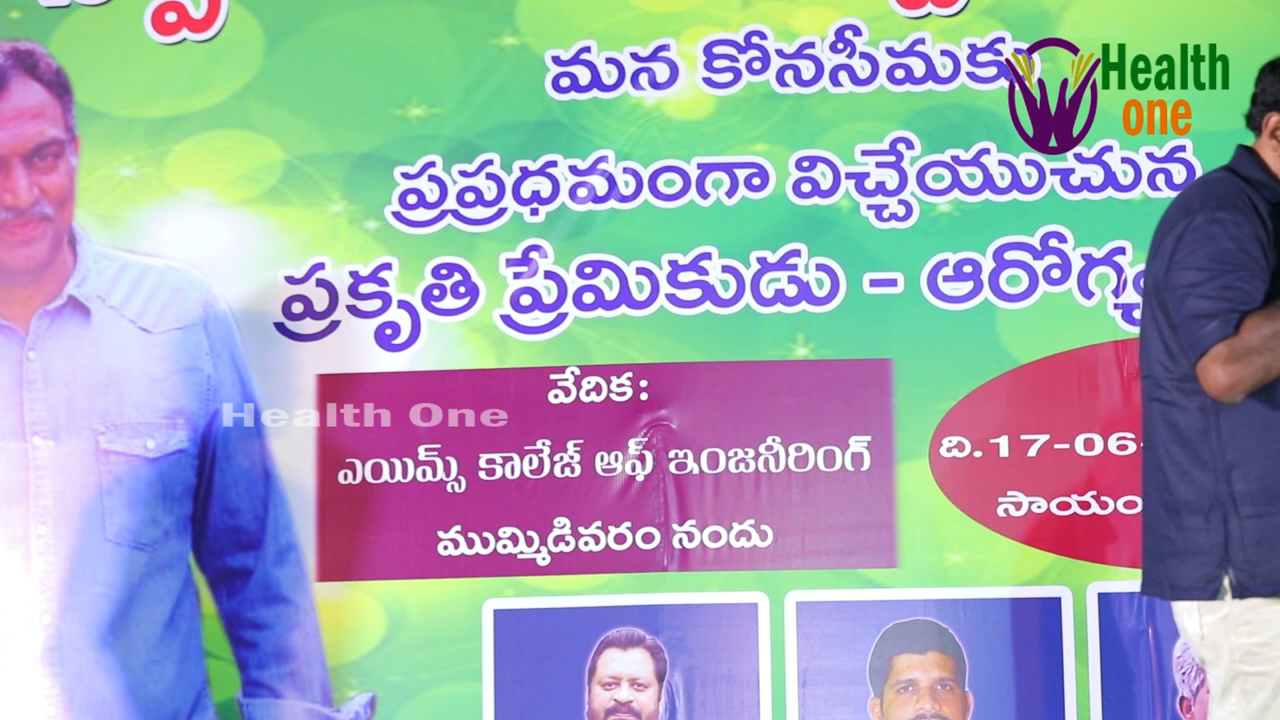 మన కోనసీమకు
Health
one
ప్రప్రధమంగా విచ్చేయుచున
ప్రకృతి ప్రేమికుడు - ఆరోగ్య
వేదిక:
Health One
ఎయిమ్స్ కాలేజ్ ఆఫ్ ఇంజనీరింగ్
ది.17-06-
ముమ్మిడివరం నందు
సాయం